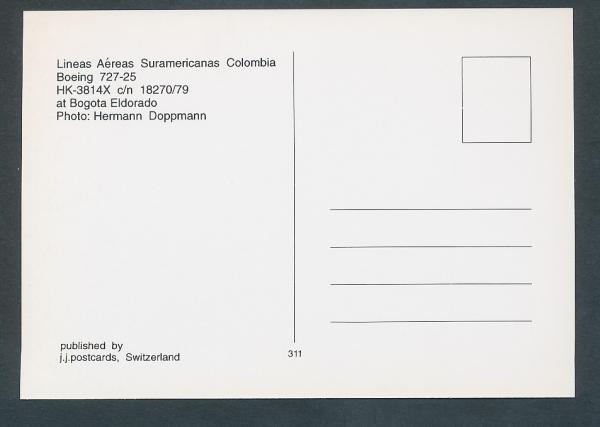 Lineas Aéreas Suramericanas Colombia
Boeing 727-25
HK-3814X c/n 18270/79
at Bogota Eldorado
Photo: Hermann Doppmann
published by
j.j.postcards, Switzerland
311